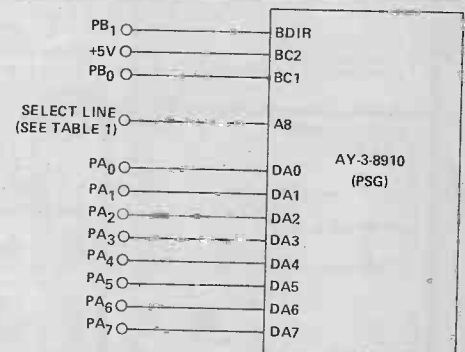 PB1 BDIR
+5V BC2
PB0 BC1
SELECT LINE
(SEE TABLE 1) A8
AY-3-8910
(PSG)
PA0 DA0
PA1 DA1
PA2 DA2
PA3 DA3
PA4 DA4
PA5 DA5
PA6 DA6
PA7 DA7